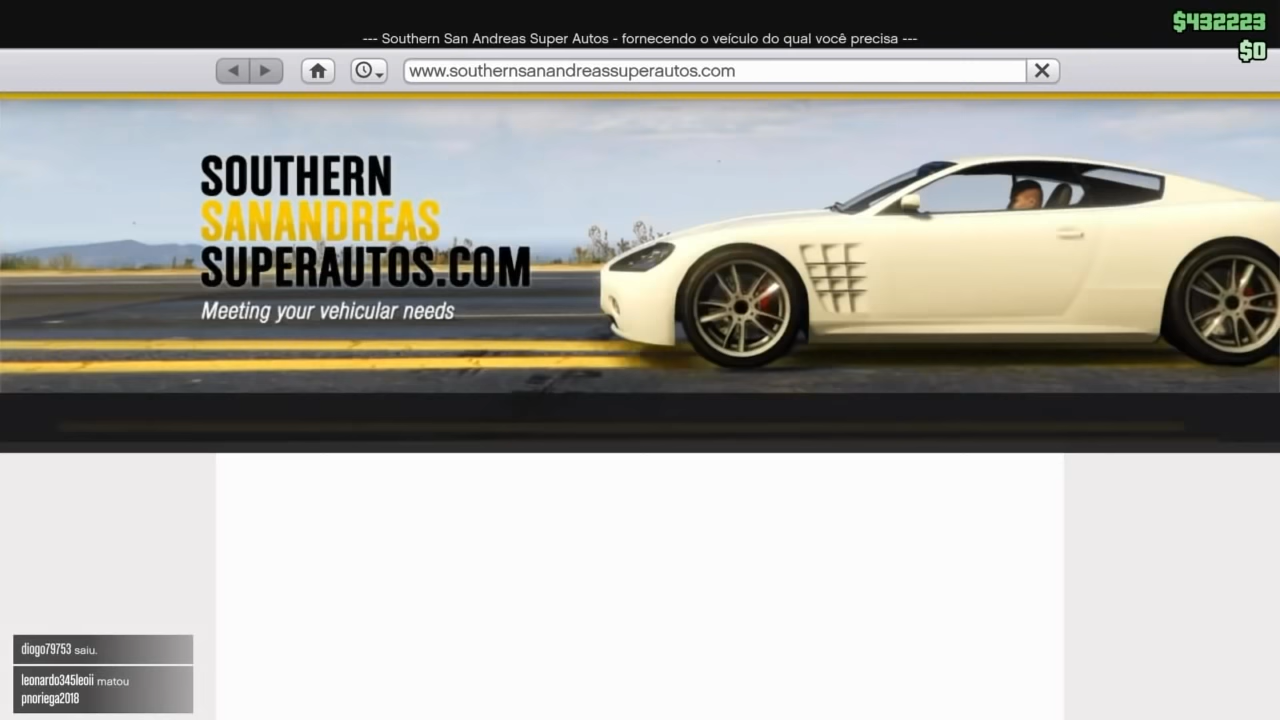 $432223
--- Southern San Andreas Super Autos - fornecendo o veículo do qual você precisa ---
$0
www.southernsanandreassuperautos.com
SOUTHERN
SANANDREAS
SUPERAUTOS.COM
Meeting your vehicular needs
diogo79753 saiu.
leonardo345leoii matou
pnoriega2018